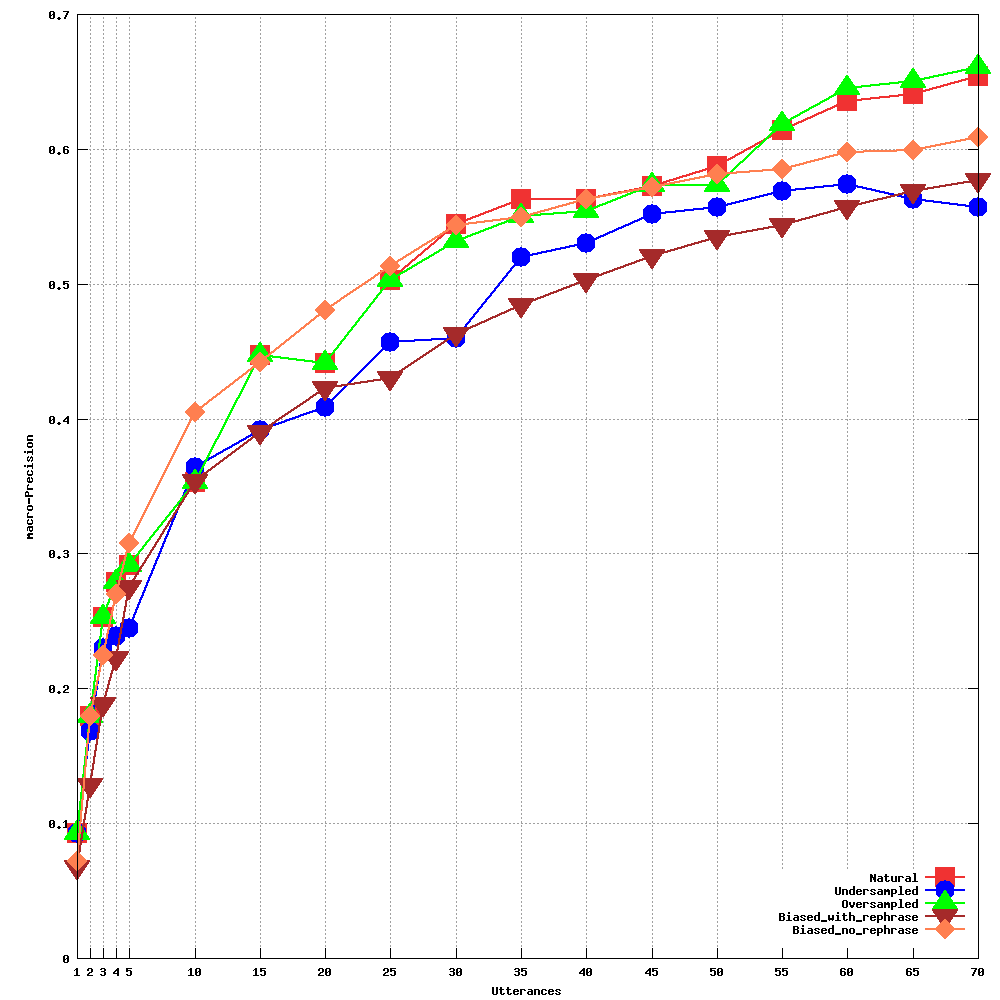 0.7
0.6
0.5
0.4
0.3
0.2
0.1
0
macro-Precision
1 2 3 4 5 10 15 20 25 30 35 40 45 50 55 60 65 70
Utterances
Natural
Undersampled
Oversampled
Biased_with_rephrase
Biased_no_rephrase